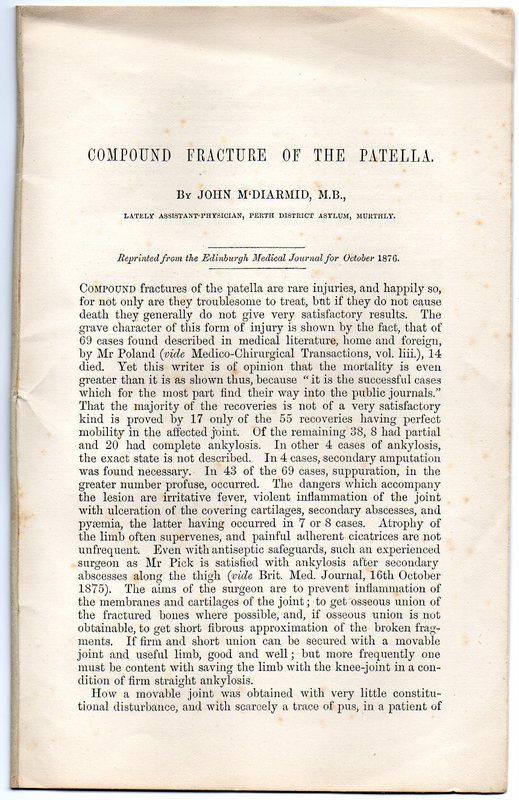 COMPOUND FRACTURE OF THE PATELLA.
BY JOHN M‘DIARMID, M.B.,
LATELY ASSISTANT-PHYSICIAN, PERTH DISTRICT ASYLUM, MURTHLY.
Reprinted from the Edinburgh Medical Journal for October 1876.
COMPOUND fractures of the patella are rare injuries, and happily so,
for not only are they troublesome to treat, but if they do not cause
death they generally do not give very satisfactory results. The
grave character of this form of injury is shown by the fact, that of
69 cases found described in medical literature, home and foreign,
by Mr Poland (vide Medico-Chirurgical Transactions, vol. liii.), 14
died. Yet this writer is of opinion that the mortality is even
greater than it is as shown thus, because “it is the successful cases
which for the most part find their way into the public journals.”
That the majority of the recoveries is not of a very satisfactory
kind is proved by 17 only of the 55 recoveries having perfect
mobility in the affected joint. Of the remaining 38, 8 had partial
and 20 had complete ankylosis. In other 4 cases of ankylosis,
the exact state is not described. In 4 cases, secondary amputation
was found necessary. In 43 of the 69 cases, suppuration, in the
greater number profuse, occurred. The dangers which accompany
the lesion are irritative fever, violent inflammation of the joint
with ulceration of the covering cartilages, secondary abscesses, and
pyæmia, the latter having occurred in 7 or 8 cases. Atrophy of
the limb often supervenes, and painful adherent cicatrices are not
unfrequent. Even with antiseptic safeguards, such an experienced
surgeon as Mr Pick is satisfied with ankylosis after secondary
abscesses along the thigh (vide Brit. Med. Journal, 16th October
1875). The aims of the surgeon are to prevent inflammation of
the membranes and cartilages of the joint; to get osseous union of
the fractured bones where possible, and, if osseous union is not
obtainable, to get short fibrous approximation of the broken frag-
ments. If firm and short union can be secured with a movable
joint and useful limb, good and well; but more frequently one
must be content with saving the limb with the knee-joint in a con-
dition of firm straight ankylosis.
How a movable joint was obtained with very little constitu-
tional disturbance, and with scarcely a trace of pus, in a patient of